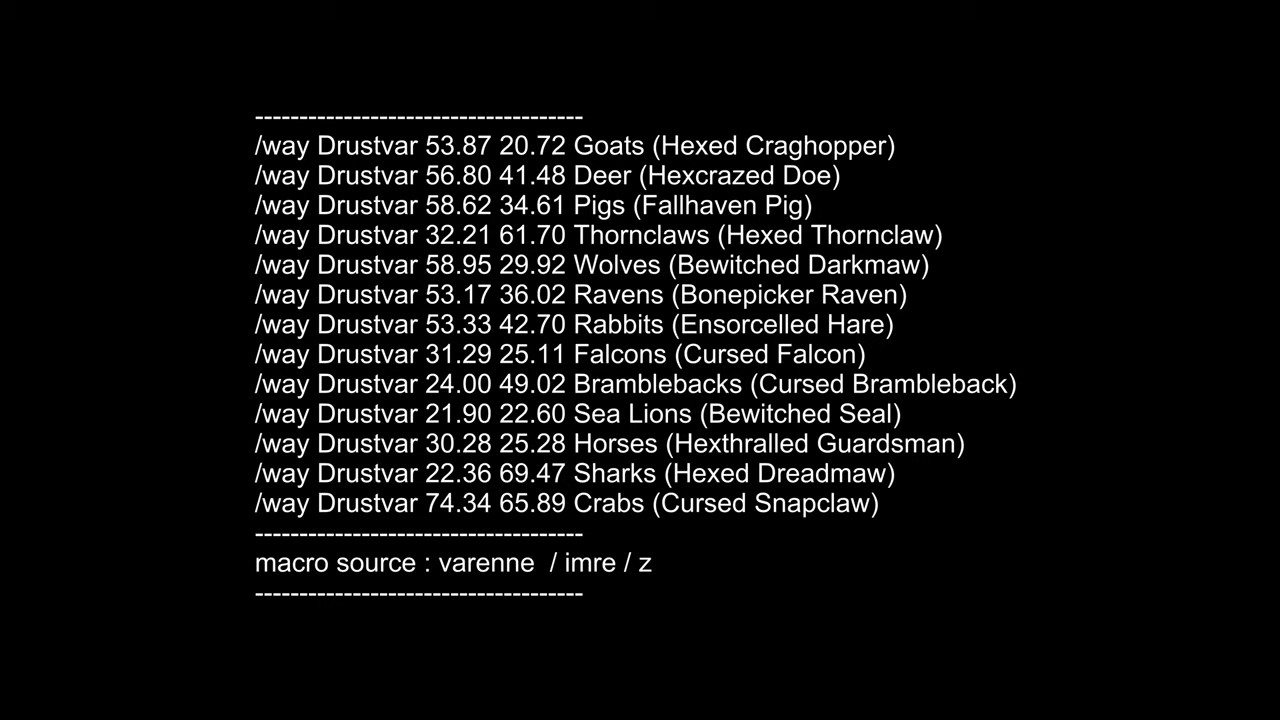 -------------------------------------
/way Drustvar 53.87 20.72 Goats (Hexed Craghopper)
/way Drustvar 56.80 41.48 Deer (Hexcrazed Doe)
/way Drustvar 58.62 34.61 Pigs (Fallhaven Pig)
/way Drustvar 32.21 61.70 Thornclaws (Hexed Thornclaw)
/way Drustvar 58.95 29.92 Wolves (Bewitched Darkmaw)
/way Drustvar 53.17 36.02 Ravens (Bonepicker Raven)
/way Drustvar 53.33 42.70 Rabbits (Ensorcelled Hare)
/way Drustvar 31.29 25.11 Falcons (Cursed Falcon)
/way Drustvar 24.00 49.02 Bramblebacks (Cursed Brambleback)
/way Drustvar 21.90 22.60 Sea Lions (Bewitched Seal)
/way Drustvar 30.28 25.28 Horses (Hexthralled Guardsman)
/way Drustvar 22.36 69.47 Sharks (Hexed Dreadmaw)
/way Drustvar 74.34 65.89 Crabs (Cursed Snapclaw)
-------------------------------------
macro source : varenne  / imre / z
-------------------------------------